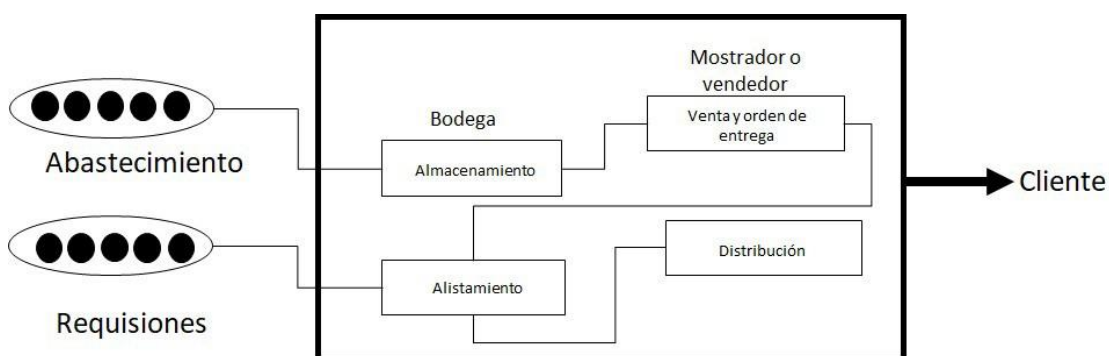 Mostrador o
vendedor
Bodega
Venta y orden de
entrega
Abastecimiento
Almacenamiento
Cliente
Distribución
Alistamiento
Requisiones